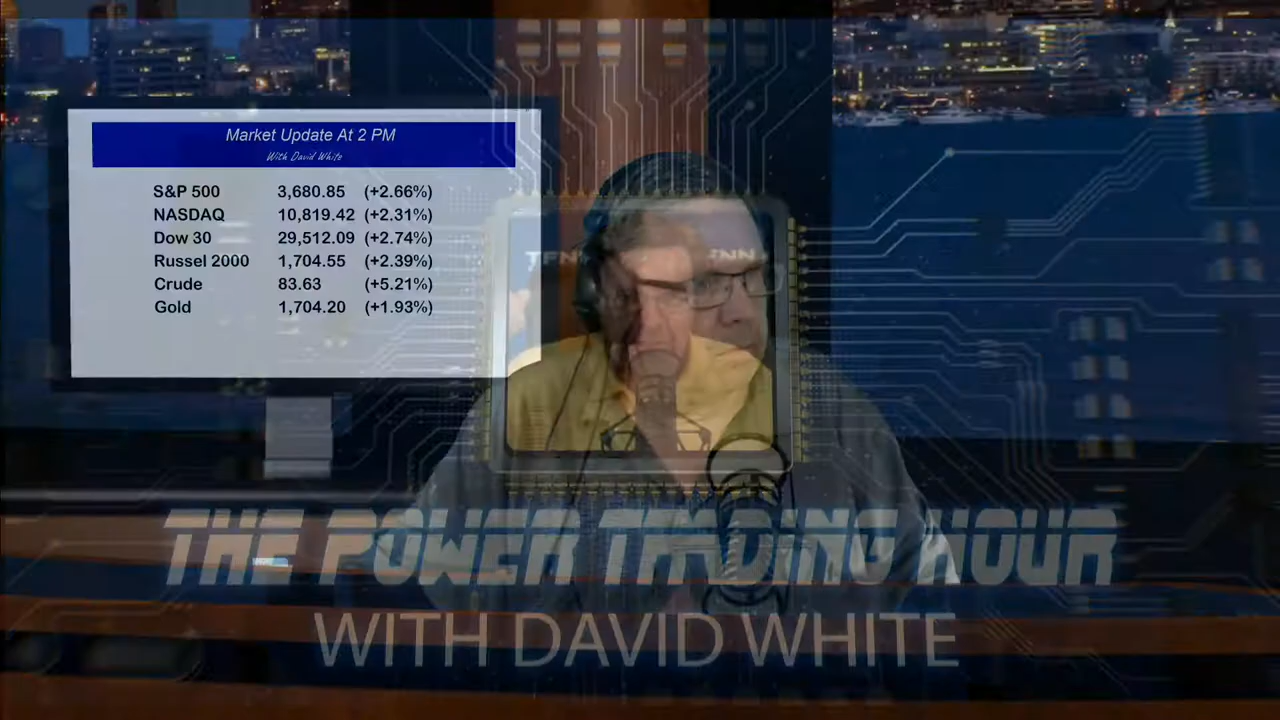 Market Update At 2 PM
With David White
S&P 500 3,680.85 (+2.66%)
NASDAQ 10,819.42 (+2.31%)
Dow 30 29,512.09 (+2.74%)
Russel 2000 1,704.55 (+2.39%)
Crude 83.63 (+5.21%)
Gold 1,704.20 (+1.93%)
THE POWER TRADING HOUR
WITH DAVID WHITE